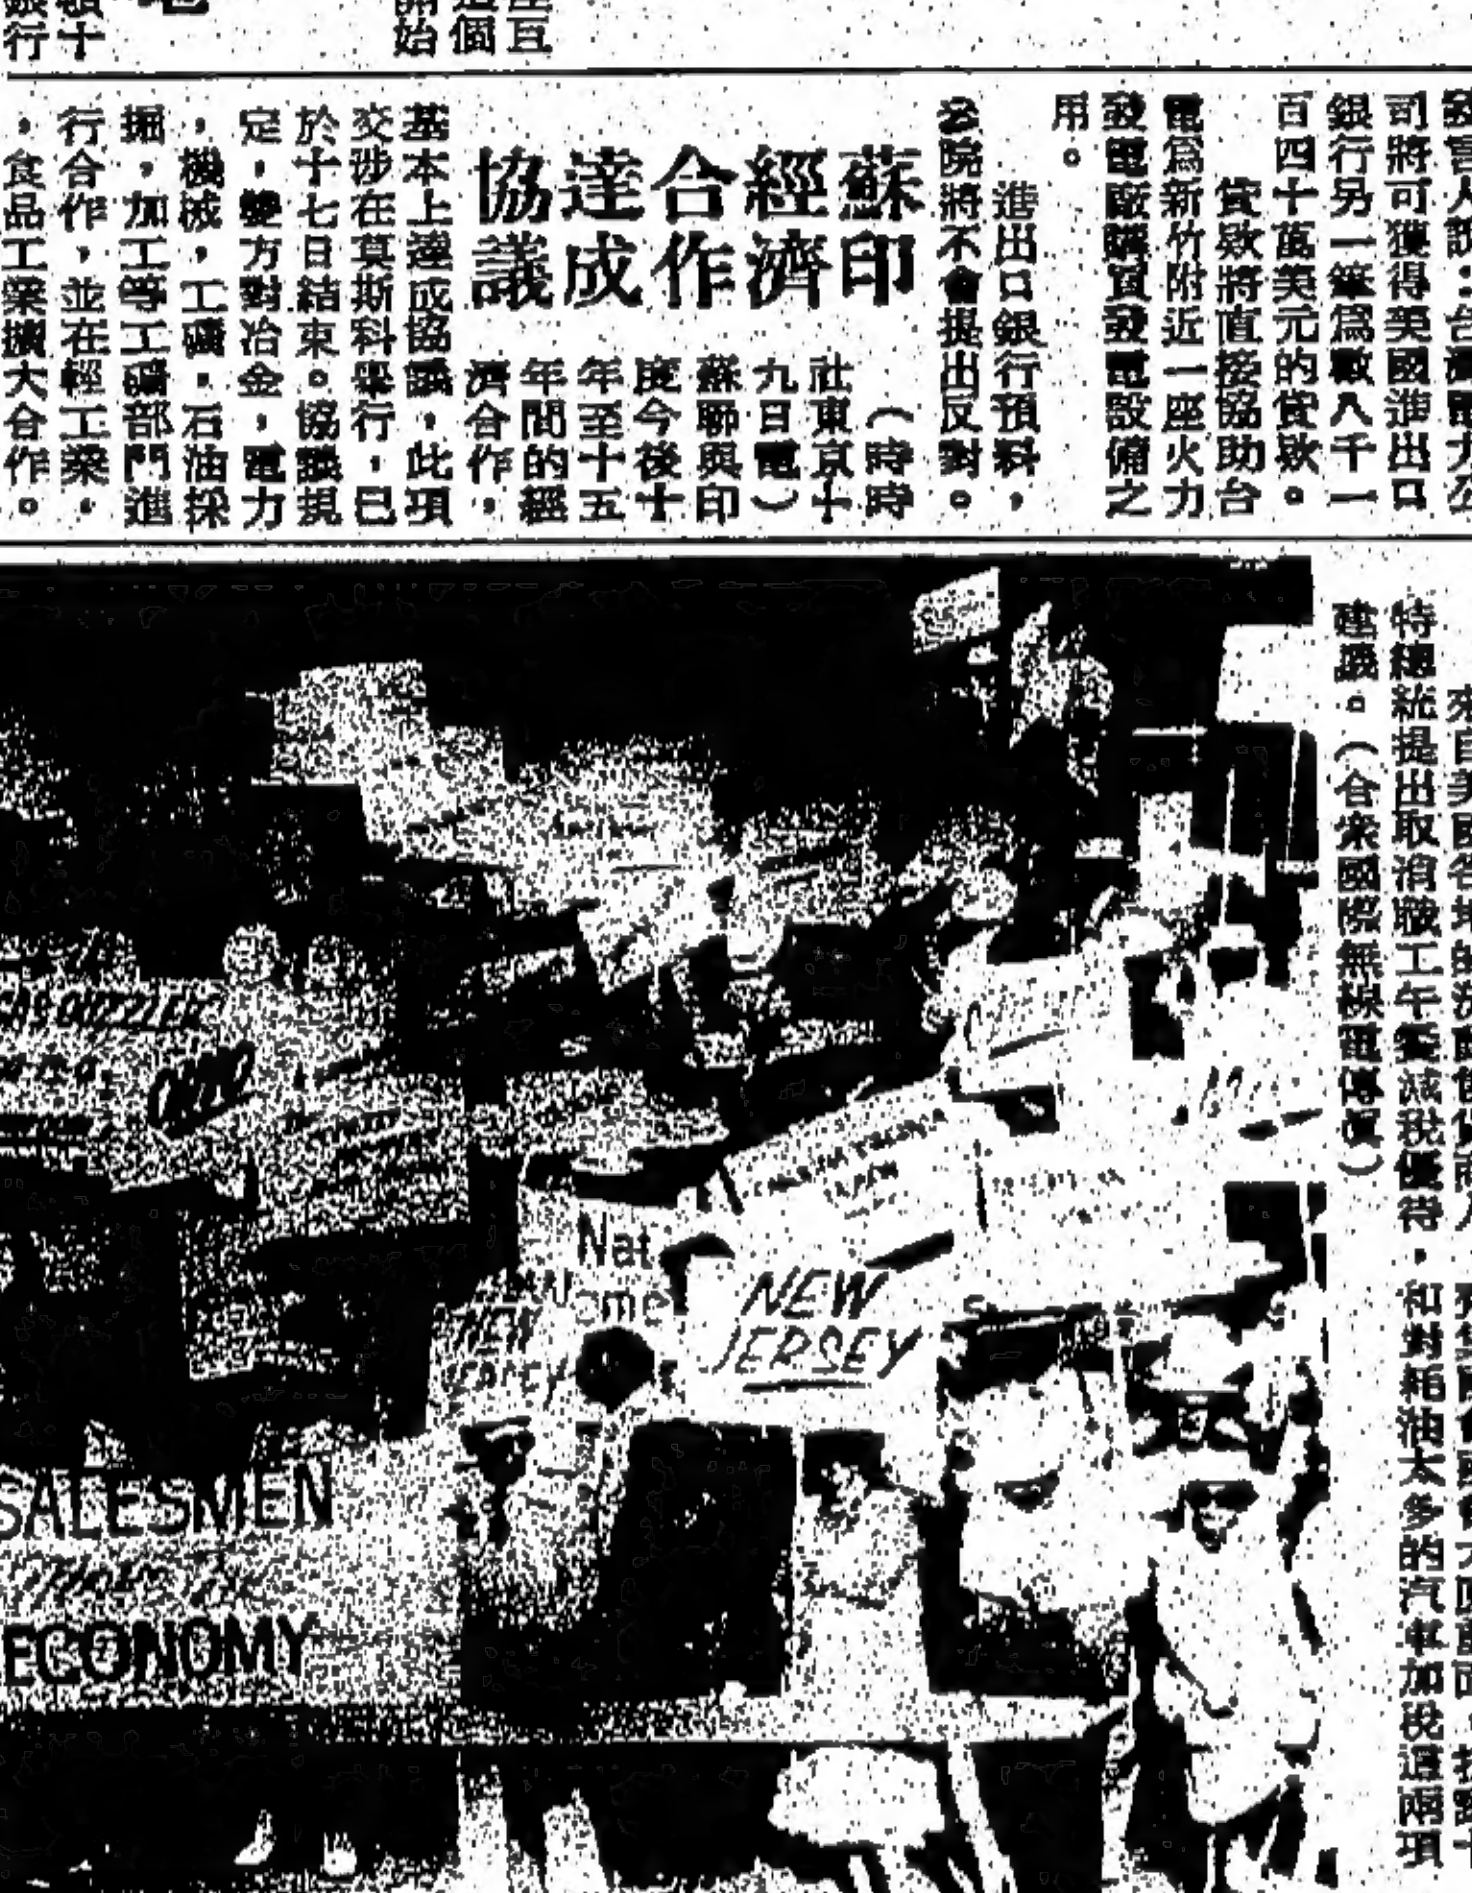 司將可獲得美國進出口
銀行另一筆爲數八千一
百四十萬美元的貸款。
貸款將直接協助台
電爲新竹附近一座火力
發電廠購買發電設備之
用。
進出口銀行預料，
公院將不會提出反對。
蘇印
經濟
合作
達成
協議
（時時
社東京十
九日電）
蘇聯與印
度今後十
年至十五
年間的經
濟合作，
基本上達成協議，此項
交涉在莫斯科舉行，已
於十七日結束。協議規
定，雙方對冶金，電力
，機械，工礦，石油採
掘，加工等工礦部門進
行合作，並在輕工業，
，食品工業擴大合作。
特總統提出取消職工午餐減稅優待，和對耗油太多的汽車加稅這兩項
建議。（合衆國際無線電傳眞）
Nat
NEW
JERSEY
SALESMEN
ECONOMY